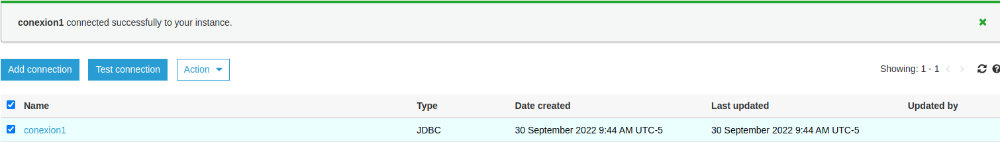 conexion1 connected successfully to your instance.
Add connection Test connection Action Showing: 1 - 1
Name Type Date created Last updated Updated by
conexion1 JDBC 30 September 2022 9:44 AM UTC-5 30 September 2022 9:44 AM UTC-5